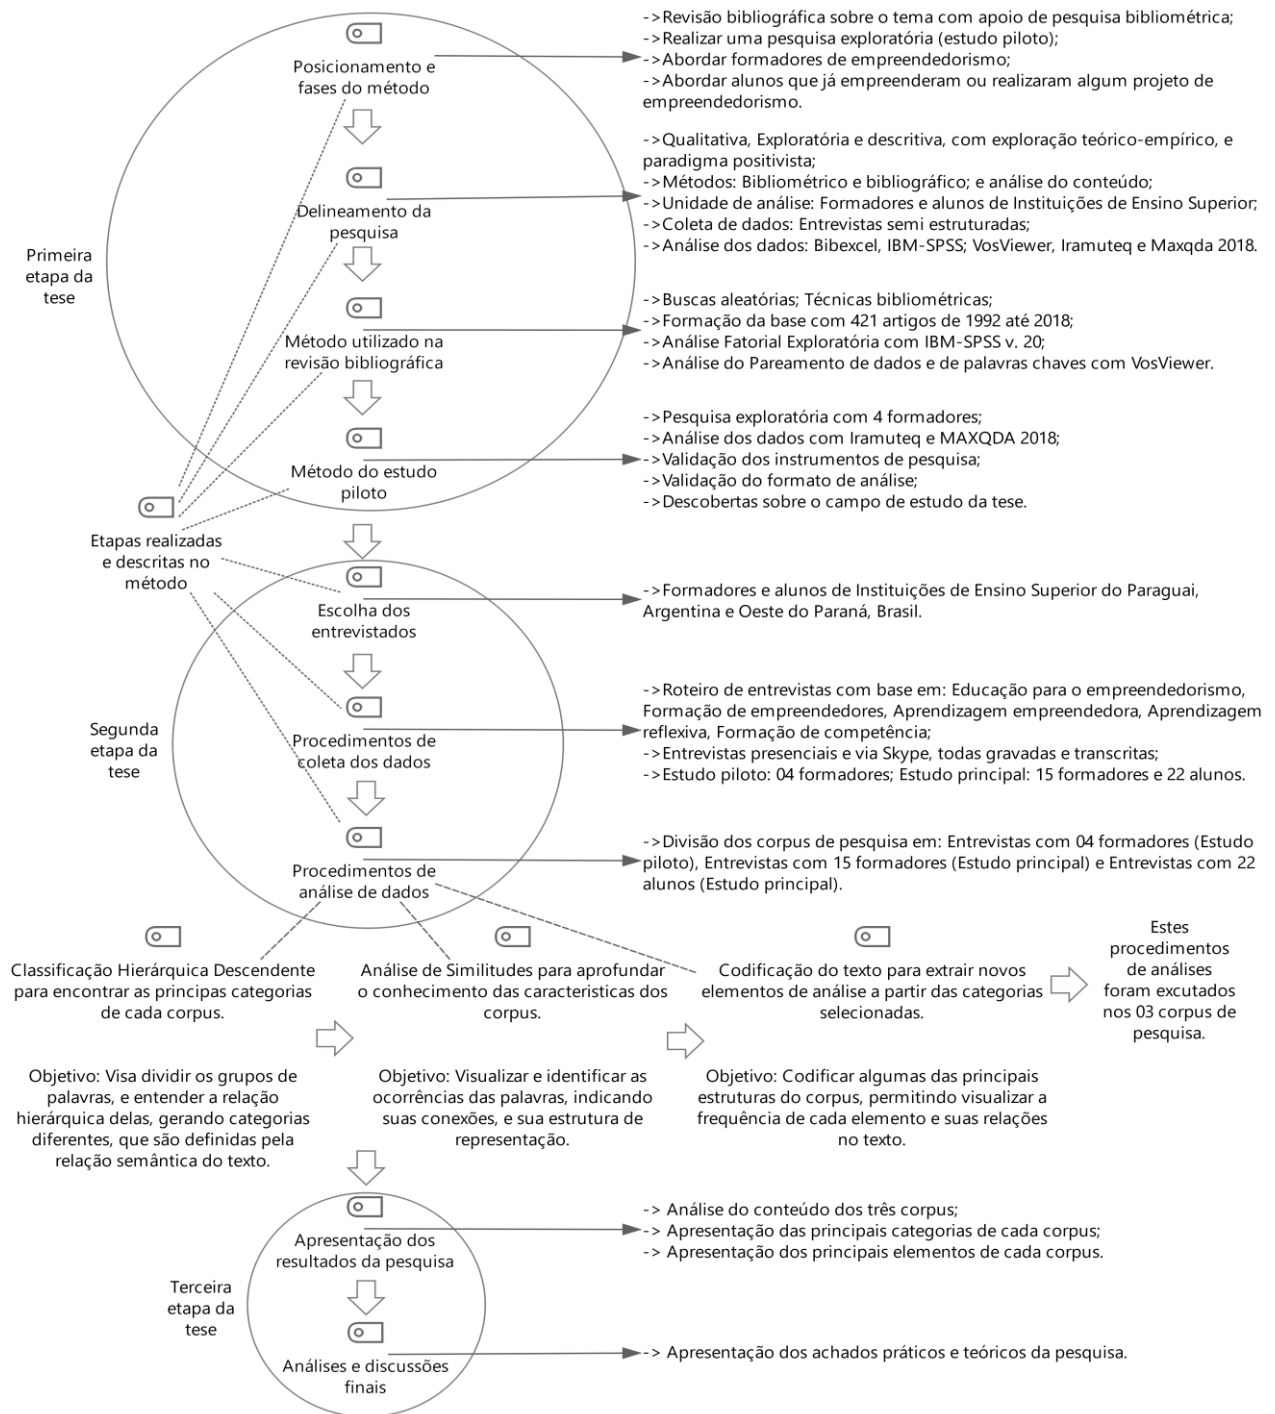 Posicionamento e
fases do método
->Revisão bibliográfica sobre o tema com apoio de pesquisa bibliométrica;
->Realizar uma pesquisa exploratória (estudo piloto);
->Abordar formadores de empreendedorismo;
->Abordar alunos que já empreenderam ou realizaram algum projeto de
empreendedorismo.
Delineamento da
pesquisa
->Qualitativa, Exploratória e descritiva, com exploração teórico-empírico, e
paradigma positivista;
->Métodos: Bibliométrico e bibliográfico; e análise do conteúdo;
->Unidade de análise: Formadores e alunos de Instituições de Ensino Superior;
->Coleta de dados: Entrevistas semi estruturadas;
->Análise dos dados: Bibexcel, IBM-SPSS; VosViewer, Iramuteq e Maxqda 2018.
Primeira
etapa da
tese
Método utilizado na
revisão bibliográfica
->Buscas aleatórias; Técnicas bibliométricas;
->Formação da base com 421 artigos de 1992 até 2018;
->Análise Fatorial Exploratória com IBM-SPSS v. 20;
->Análise do Pareamento de dados e de palavras chaves com VosViewer.
Método do estudo
piloto
->Pesquisa exploratória com 4 formadores;
->Análise dos dados com Iramuteq e MAXQDA 2018;
->Validação dos instrumentos de pesquisa;
->Validação do formato de análise;
->Descobertas sobre o campo de estudo da tese.
Etapas realizadas
e descritas no
método
Escolha dos
entrevistados
->Formadores e alunos de Instituições de Ensino Superior do Paraguai,
Argentina e Oeste do Paraná, Brasil.
Segunda
etapa da
tese
Procedimentos de
coleta dos dados
->Roteiro de entrevistas com base em: Educação para o empreendedorismo,
Formação de empreendedores, Aprendizagem empreendedora, Aprendizagem
reflexiva, Formação de competência;
->Entrevistas presenciais e via Skype, todas gravadas e transcritas;
->Estudo piloto: 04 formadores; Estudo principal: 15 formadores e 22 alunos.
Procedimentos de
análise de dados
->Divisão dos corpus de pesquisa em: Entrevistas com 04 formadores (Estudo
piloto), Entrevistas com 15 formadores (Estudo principal) e Entrevistas com 22
alunos (Estudo principal).
Classificação Hierárquica Descendente
para encontrar as principas categorias
de cada corpus.
Análise de Similitudes para aprofundar
o conhecimento das caracteristicas dos
corpus.
Codificação do texto para extrair novos
elementos de análise a partir das categorias
selecionadas.
Estes
procedimentos
de análises
foram excutados
nos 03 corpus de
pesquisa.
Objetivo: Visa dividir os grupos de
palavras, e entender a relação
hierárquica delas, gerando categorias
diferentes, que são definidas pela
relação semântica do texto.
Objetivo: Visualizar e identificar as
ocorrências das palavras, indicando
suas conexões, e sua estrutura de
representação.
Objetivo: Codificar algumas das principais
estruturas do corpus, permitindo visualizar a
frequência de cada elemento e suas relações
no texto.
Apresentação dos
resultados da pesquisa
-> Análise do conteúdo dos três corpus;
-> Apresentação das principais categorias de cada corpus;
-> Apresentação dos principais elementos de cada corpus.
Terceira
etapa da
tese
Análises e discussões
finais
-> Apresentação dos achados práticos e teóricos da pesquisa.